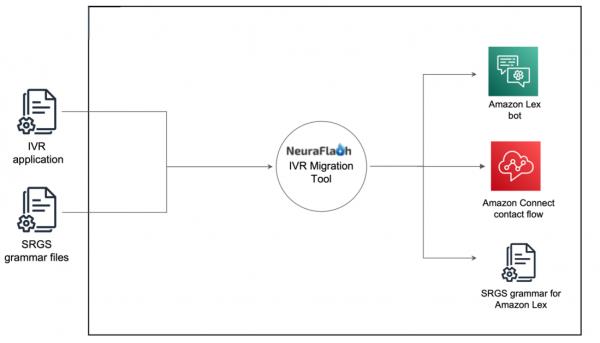 IVR
application
SRGS
grammar files
NeuraFlash
IVR Migration
Tool
Amazon Lex
bot
Amazon Connect
contact flow
SRGS grammar for
Amazon Lex